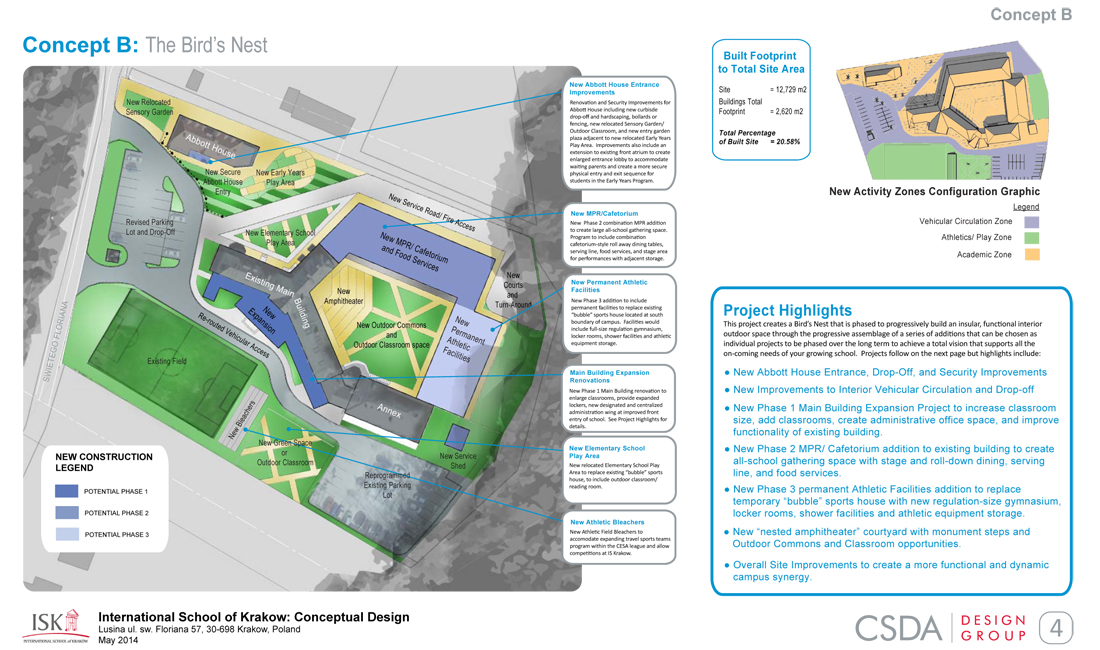 Concept B
Concept B: The Bird's Nest
New Relocated
Sensory Garden
Abbott House
New Secure
Abbott House
Entry
New Early Years
Play Area
Revised Parking
Lot and Drop-Off
New Elementary School
Play Area
New Service Road/ Fire Access
New MPR/ Cafetorium
and Food Services
Existing Main Building
New
Expansion
New
Amphitheater
New Outdoor Commons
and
Outdoor Classroom space
New
Permanent
Athletic
Facilities
New
Courts
and
Turn-Around
SWIETEGO FLORIANA
Re-routed Vehicular Access
Existing Field
New Bleachers
Annex
New Green Space
or
Outdoor Classroom
New Service
Shed
Reprogrammed
Existing Parking
Lot
NEW CONSTRUCTION
LEGEND
POTENTIAL PHASE 1
POTENTIAL PHASE 2
POTENTIAL PHASE 3
New Abbott House Entrance
Improvements
Renovation and Security Improvements for
Abbott House including new curbside
drop-off and hardscaping, bollards or
fencing, new relocated Sensory Garden/
Outdoor Classroom, and new entry garden
plaza adjacent to new relocated Early Years
Play Area. Improvements also include an
extension to existing front atrium to create
enlarged entrance lobby to accommodate
waiting parents and create a more secure
physical entry and exit sequence for
students in the Early Years Program.
New MPR/Cafetorium
New Phase 2 combination MPR addition
to create large all-school gathering space.
Program to include combination
cafetorium-style roll away dining tables,
serving line, food services, and stage area
for performances with adjacent storage.
New Permanent Athletic
Facilities
New Phase 3 addition to include
permanent facilities to replace existing
"bubble" sports house located at south
boundary of campus. Facilities would
include full-size regulation gymnasium,
locker rooms, shower facilities and athletic
equipment storage.
Main Building Expansion
Renovations
New Phase 1 Main Building renovation to
enlarge classrooms, provide expanded
lockers, new designated and centralized
administration wing at improved front
entry of school. See Project Highlights for
details.
New Elementary School
Play Area
New relocated Elementary School Play
Area to replace existing "bubble" sports
house, to include outdoor classroom/
reading room.
New Athletic Bleachers
New Athletic Field Bleachers to
accomodate expanding travel sports teams
program within the CESA league and allow
competitions at IS Krakow.
Built Footprint
to Total Site Area
Site = 12,729 m2
Buildings Total
Footprint = 2,620 m2
Total Percentage
of Built Site = 20.58%
New Activity Zones Configuration Graphic
Legend
Vehicular Circulation Zone
Athletics/ Play Zone
Academic Zone
Project Highlights
This project creates a Bird's Nest that is phased to progressively build an insular, functional interior
outdoor space through the progressive assemblage of a series of additions that can be chosen as
individual projects to be phased over the long term to achieve a total vision that supports all the
on-coming needs of your growing school. Projects follow on the next page but highlights include:
● New Abbott House Entrance, Drop-Off, and Security Improvements
● New Improvements to Interior Vehicular Circulation and Drop-off
● New Phase 1 Main Building Expansion Project to increase classroom
size, add classrooms, create administrative office space, and improve
functionality of existing building.
● New Phase 2 MPR/ Cafetorium addition to existing building to create
all-school gathering space with stage and roll-down dining, serving
line, and food services.
● New Phase 3 permanent Athletic Facilities addition to replace
temporary "bubble" sports house with new regulation-size gymnasium,
locker rooms, shower facilities and athletic equipment storage.
● New "nested amphitheater" courtyard with monument steps and
Outdoor Commons and Classroom opportunities.
● Overall Site Improvements to create a more functional and dynamic
campus synergy.
ISK
INTERNATIONAL SCHOOL of KRAKOW
International School of Krakow: Conceptual Design
Lusina ul. sw. Floriana 57, 30-698 Krakow, Poland
May 2014
CSDA
DESIGN
GROUP
4